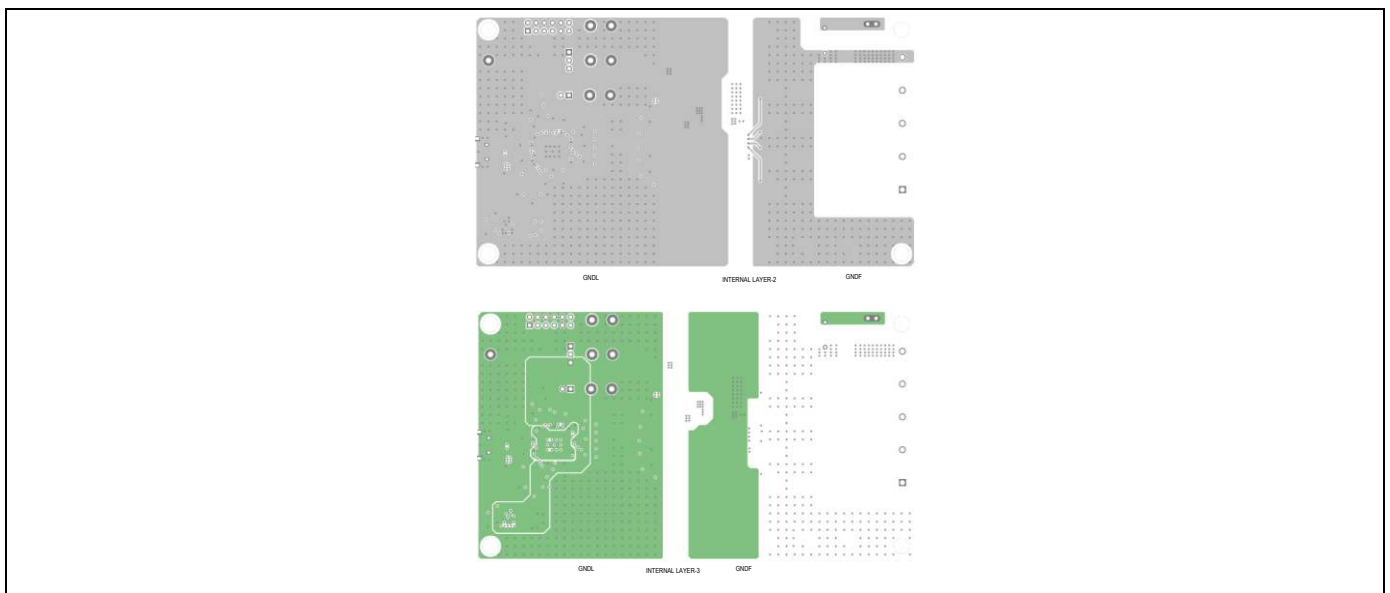 GNDL
INTERNAL LAYER-2
GNDF
GNDL
INTERNAL LAYER-3
GNDF